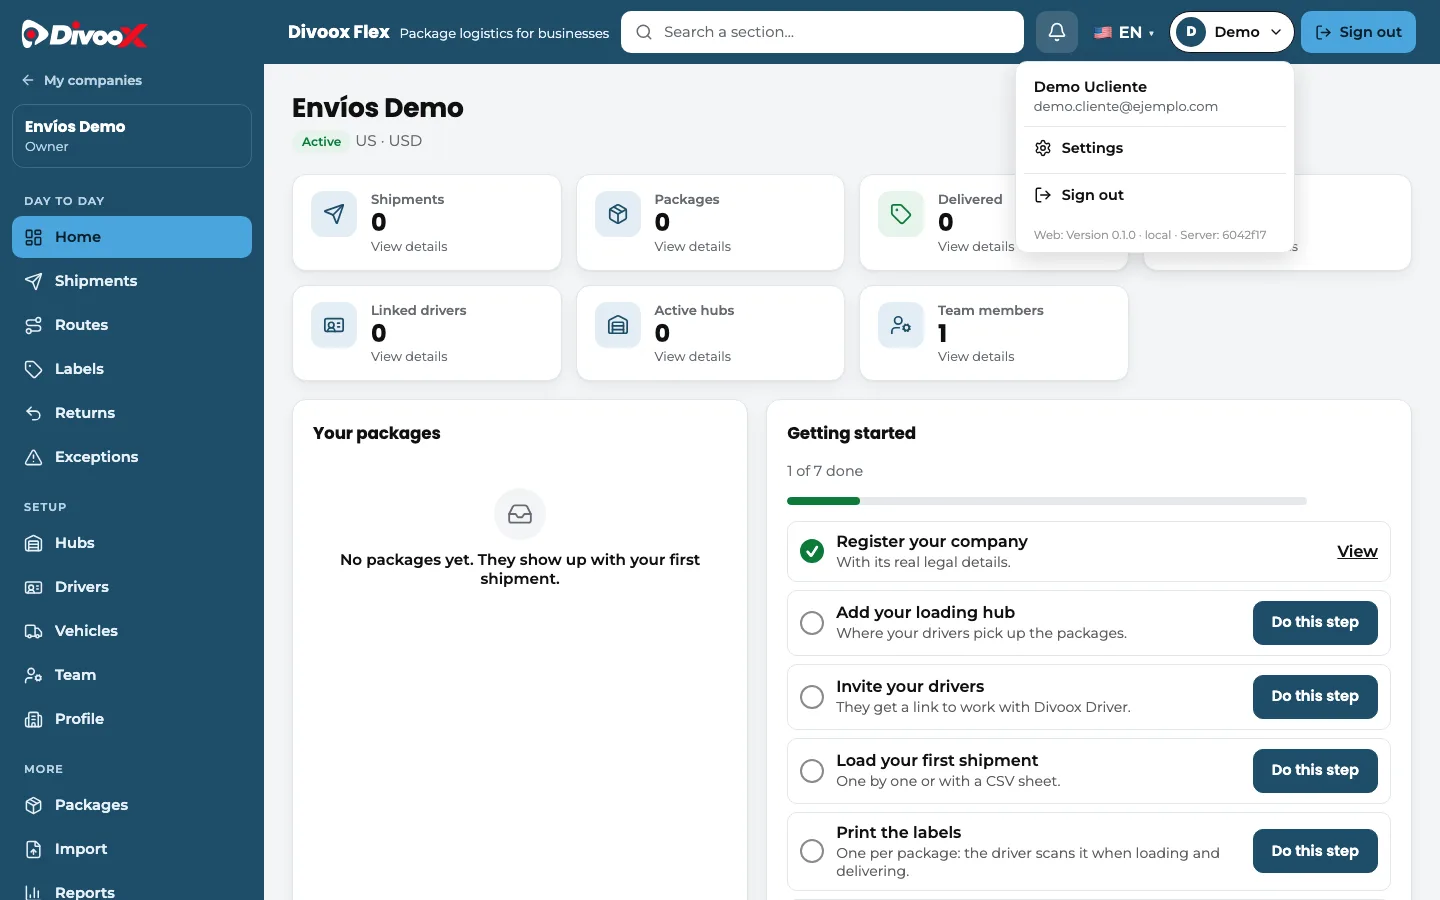 DivooX
Divoox Flex
Package logistics for businesses
Search a section...
EN
D
Demo
Sign out
My companies
Envíos Demo
Owner
DAY TO DAY
Home
Shipments
Routes
Labels
Returns
Exceptions
SETUP
Hubs
Drivers
Vehicles
Team
Profile
MORE
Packages
Import
Reports
Demo Ucliente
demo.cliente@ejemplo.com
Settings
Sign out
Web: Version 0.1.0 · local · Server: 6042f17
Envíos Demo
Active
US · USD
Shipments
0
View details
Packages
0
View details
Delivered
0
View details
Linked drivers
0
View details
Active hubs
0
View details
Team members
1
View details
Your packages
No packages yet. They show up with your first
shipment.
Getting started
1 of 7 done
Register your company
With its real legal details.
View
Add your loading hub
Where your drivers pick up the packages.
Do this step
Invite your drivers
They get a link to work with Divoox Driver.
Do this step
Load your first shipment
One by one or with a CSV sheet.
Do this step
Print the labels
One per package: the driver scans it when loading and
delivering.
Do this step